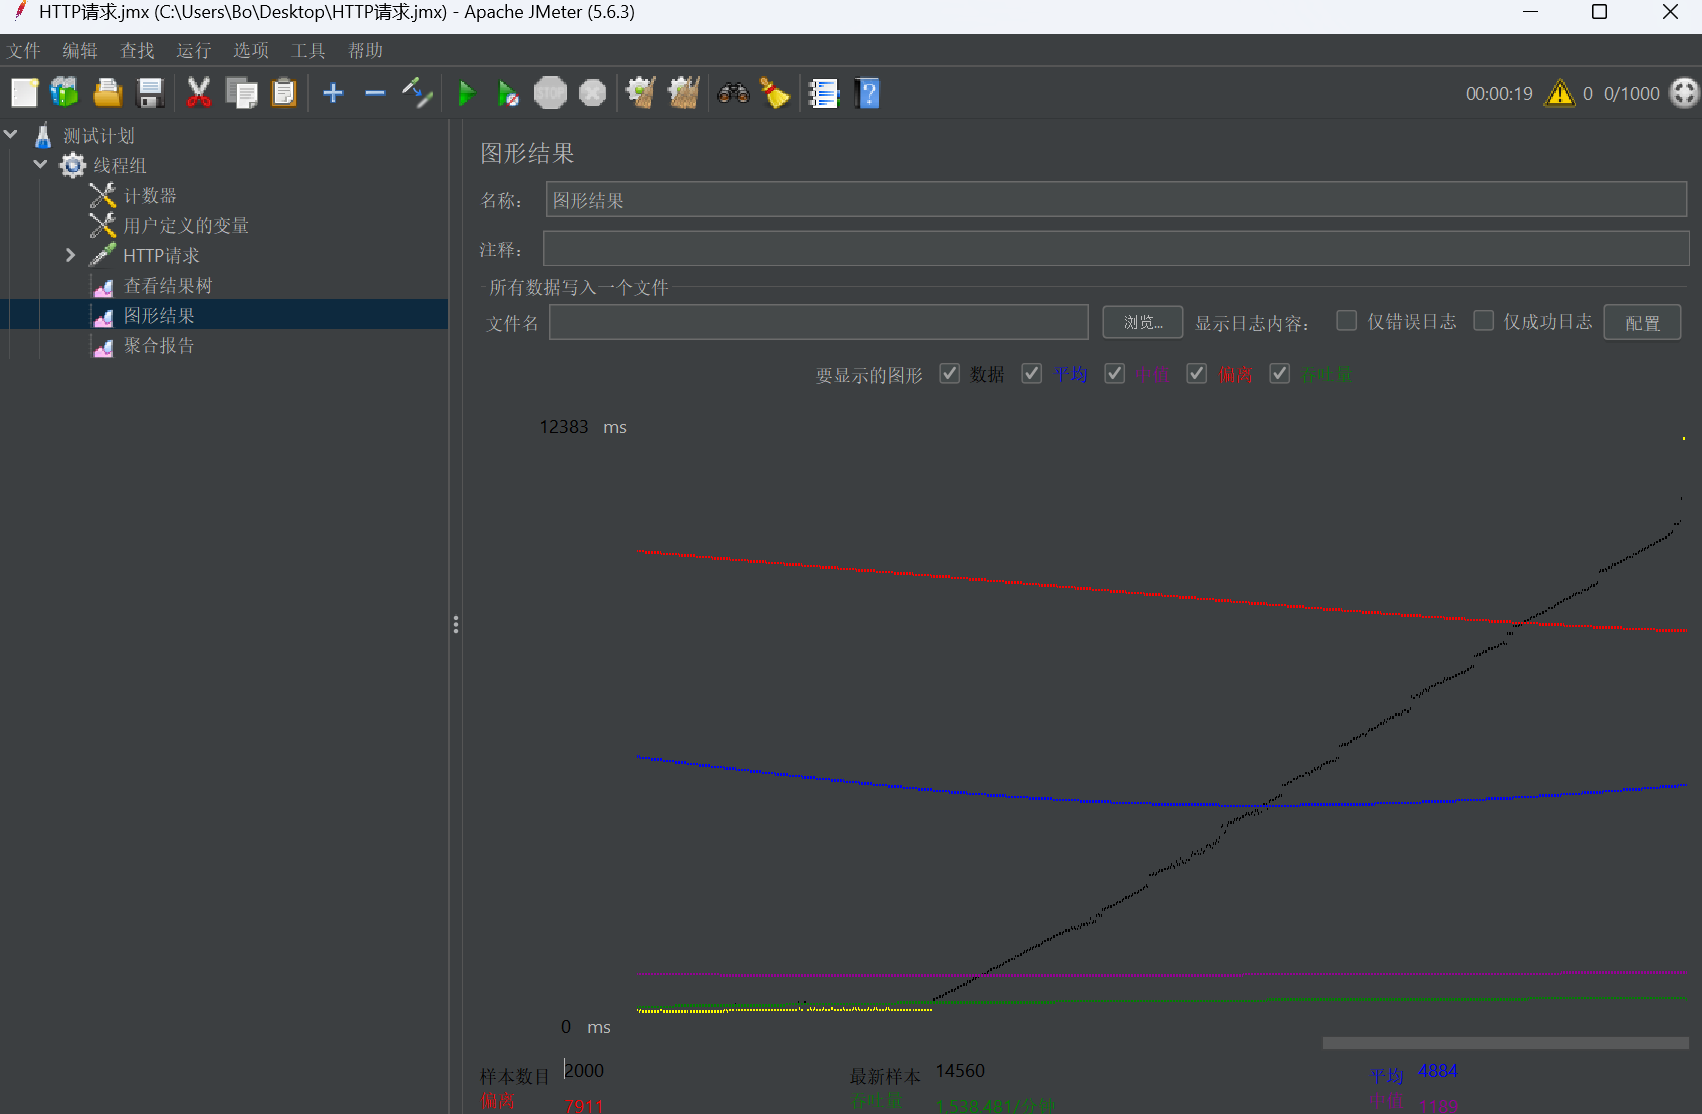 HTTP请求.jmx (C:\Users\Bo\Desktop\HTTP请求.jmx) - Apache JMeter (5.6.3)
文件 编辑 查找 运行 选项 工具 帮助
STOP 00:00:19 0 0/1000
测试计划
线程组
计数器
用户定义的变量
HTTP请求
查看结果树
图形结果
聚合报告
图形结果
名称： 图形结果
注释：
所有数据写入一个文件
文件名 浏览... 显示日志内容： 仅错误日志 仅成功日志 配置
要显示的图形 数据 平均 中值 偏离 吞吐量
12383 ms
0 ms
样本数目 2000 最新样本 14560 平均 4884
偏离 7911 吞吐量 1,538.481/分钟 中值 1189